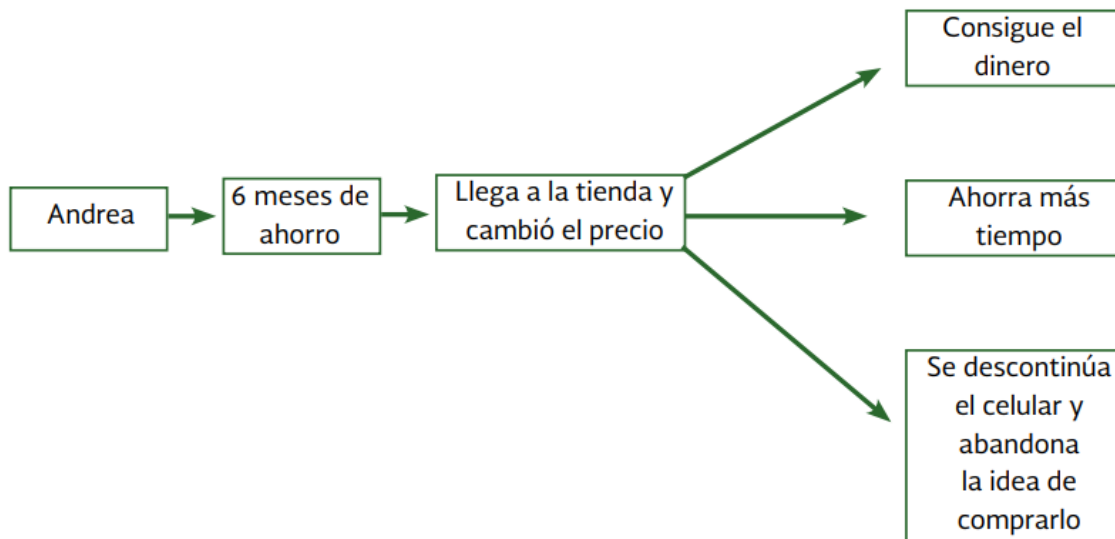 Andrea
6 meses de
ahorro
Llega a la tienda y
cambió el precio
Consigue el
dinero
Ahorra más
tiempo
Se descontinúa
el celular y
abandona
la idea de
comprarlo